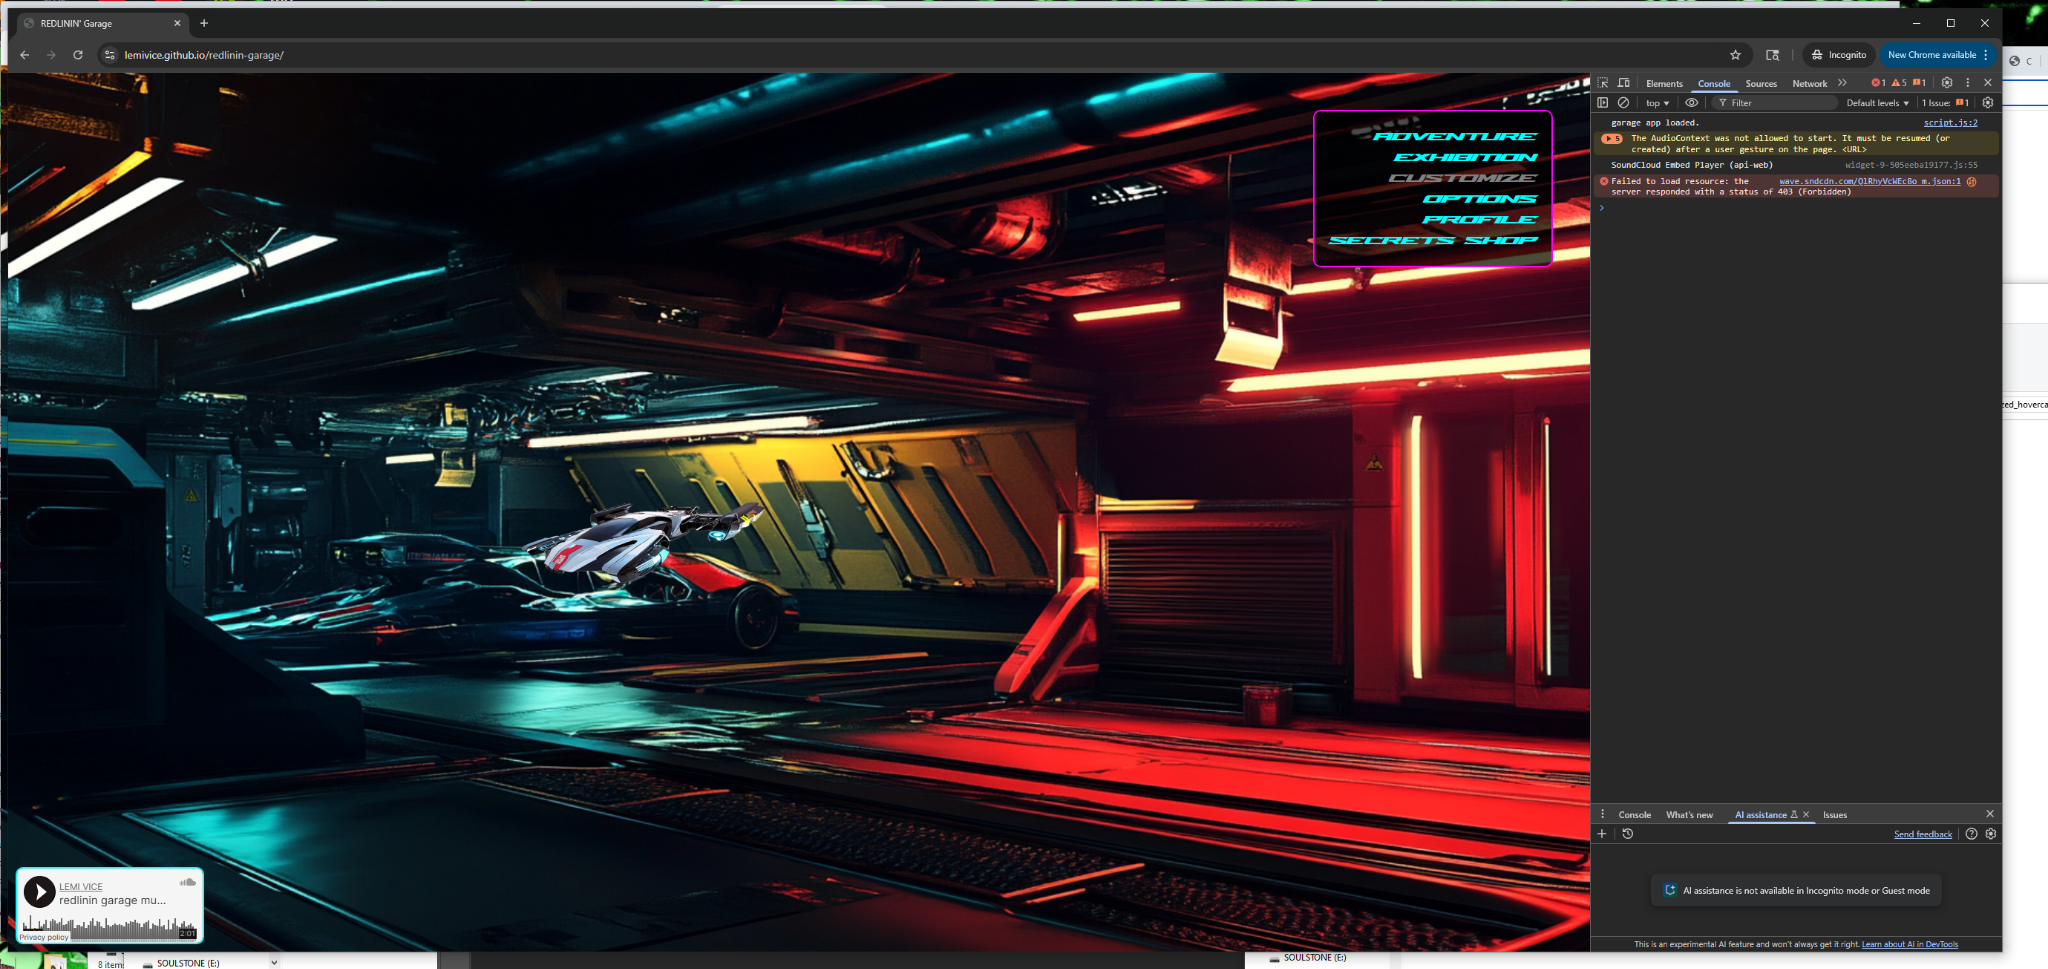 REDLININ' Garage
lemivice.github.io/redlinin-garage/
Incognito
New Chrome available
C
ADVENTURE
EXHIBITION
CUSTOMIZE
OPTIONS
PROFILE
SECRETS SHOP
Elements Console Sources Network 1 5 1
top Filter Default levels 1 Issue: 1
garage app loaded. script.js:2
5 The AudioContext was not allowed to start. It must be resumed (or
created) after a user gesture on the page. <URL>
SoundCloud Embed Player (api-web) widget-9-505eeba19177.js:55
Failed to load resource: the wave.sndcdn.com/Q1RhyVcWEc8o_m.json:1
server responded with a status of 403 (Forbidden)
zed_hoverca
Console What's new AI assistance Issues
Send feedback
AI assistance is not available in Incognito mode or Guest mode
This is an experimental AI feature and won't always get it right. Learn about AI in DevTools
LEMI VICE
redlinin garage mu...
Privacy policy
2:01
8 items
SOULSTONE (E:)
SOULSTONE (E:)